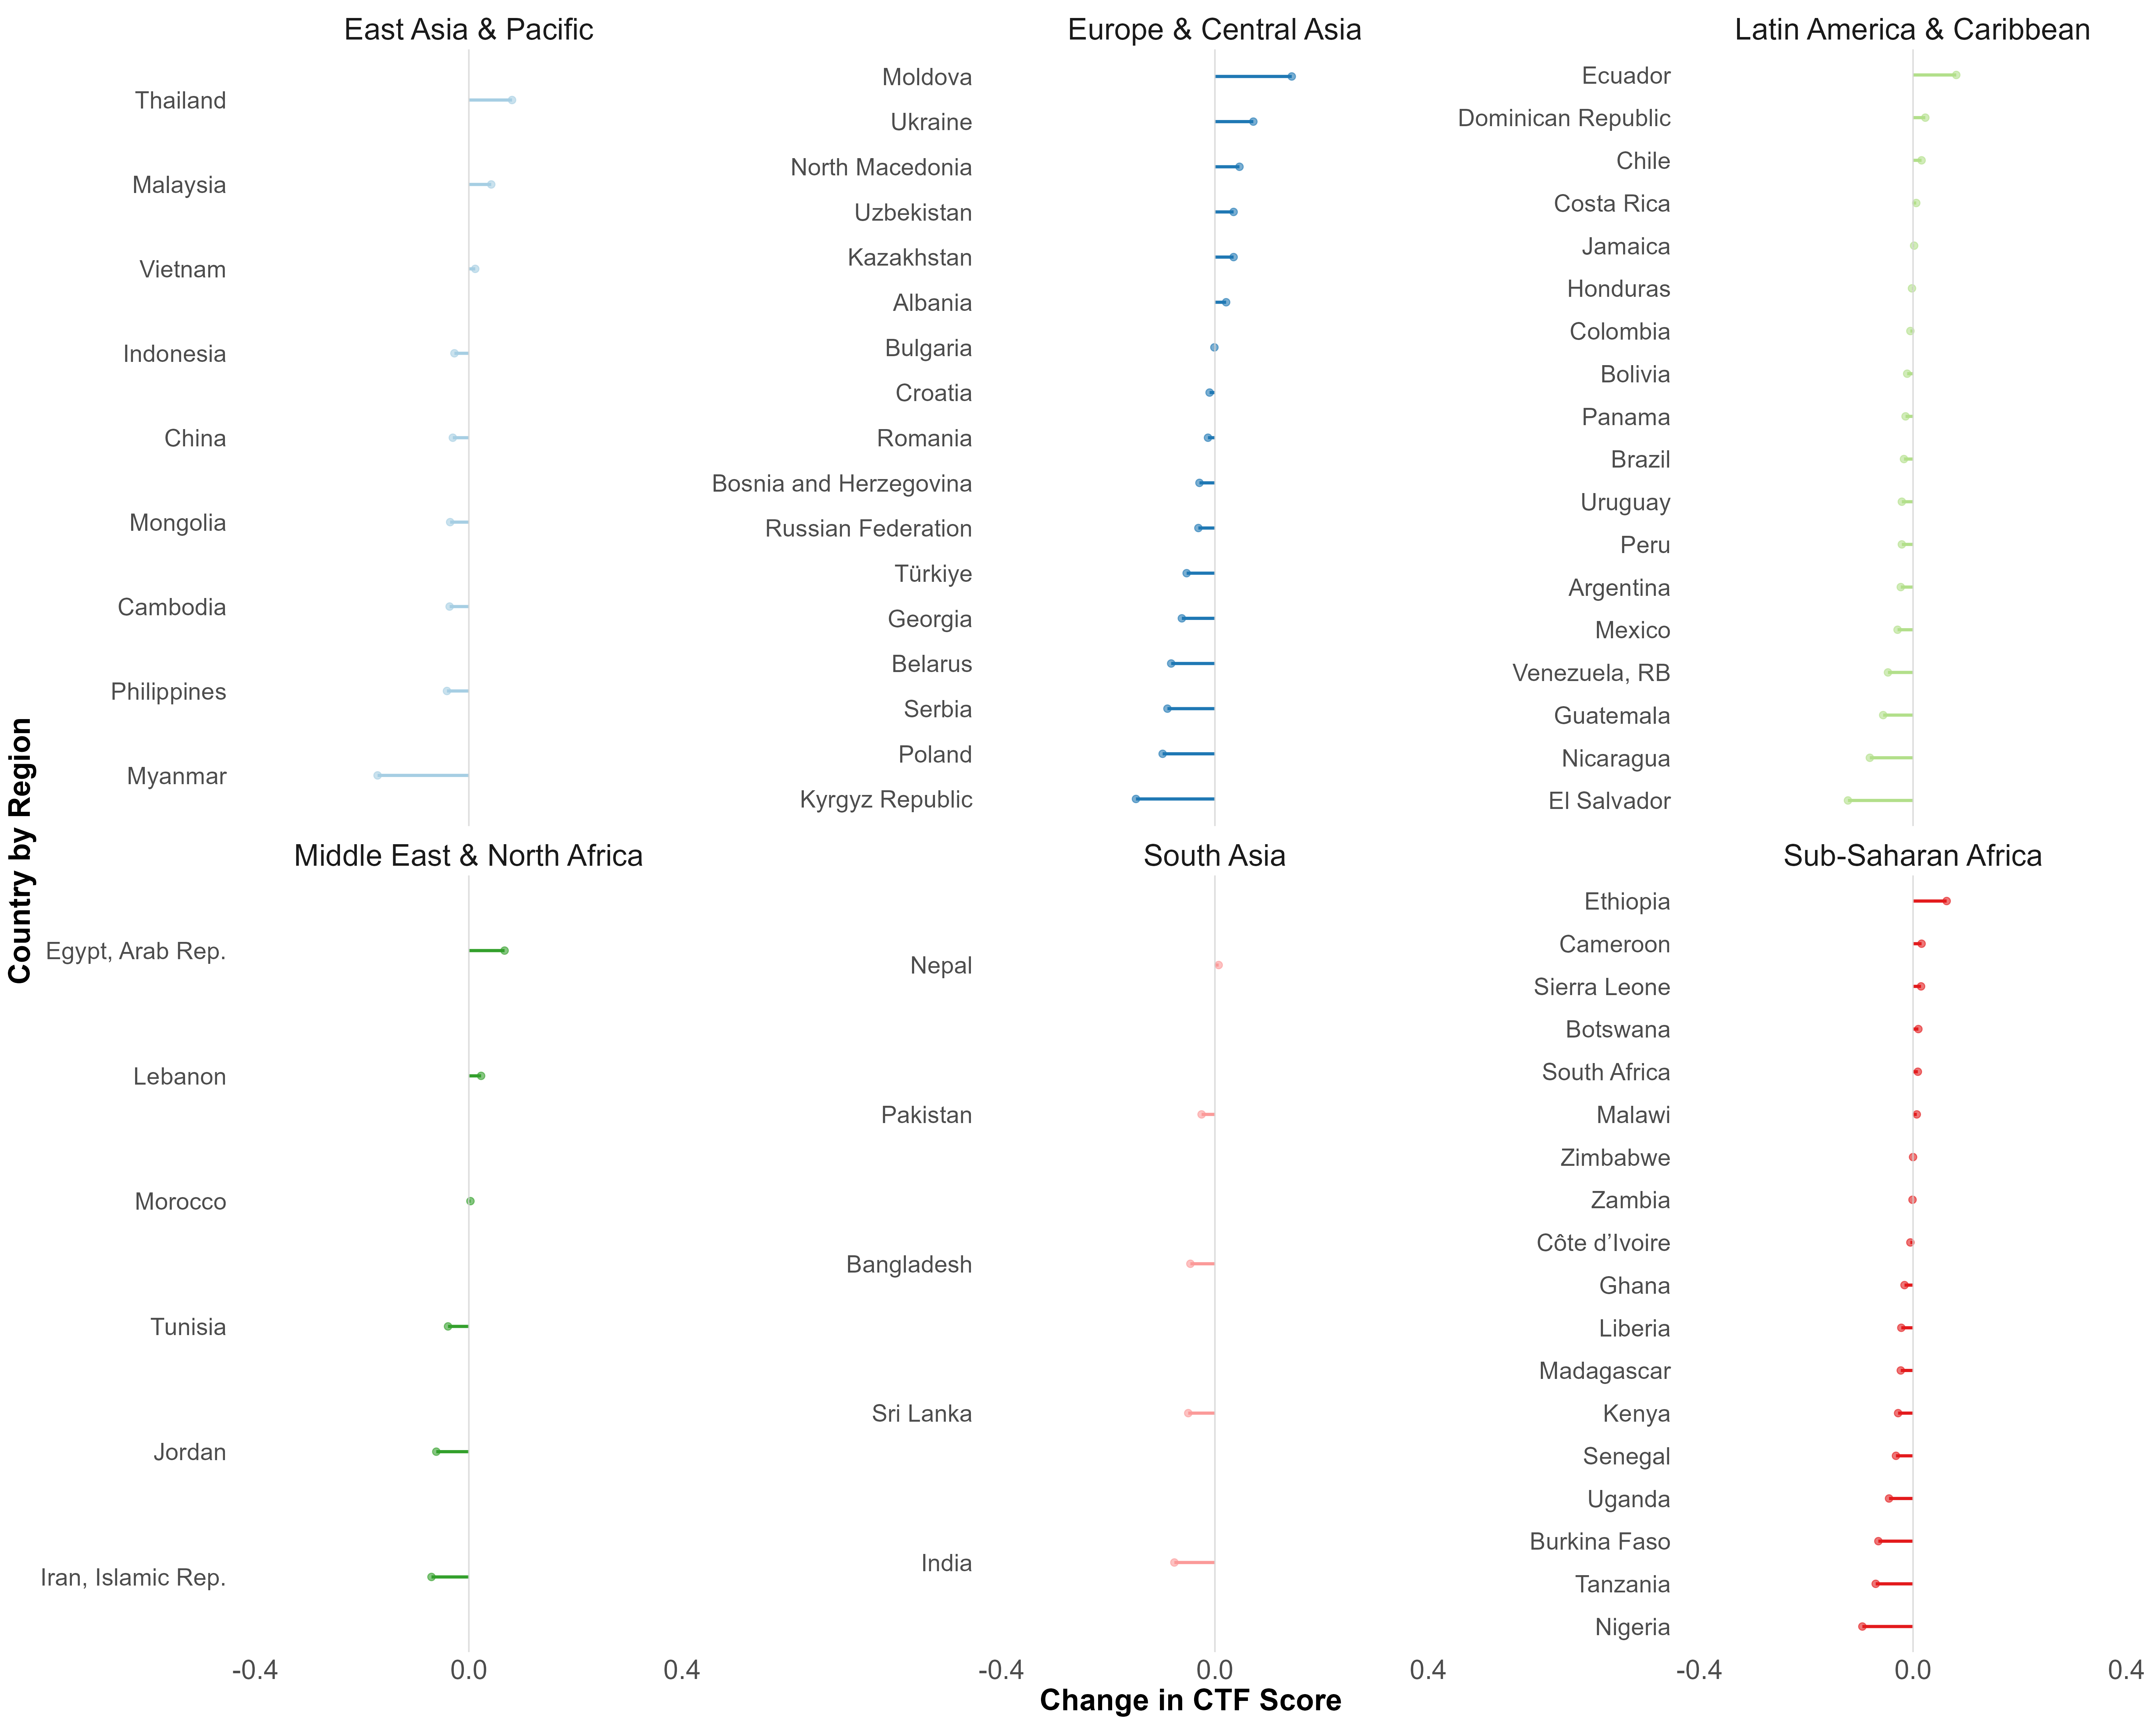 East Asia & Pacific
Thailand
Malaysia
Vietnam
Indonesia
China
Mongolia
Cambodia
Philippines
Myanmar
Europe & Central Asia
Moldova
Ukraine
North Macedonia
Uzbekistan
Kazakhstan
Albania
Bulgaria
Croatia
Romania
Bosnia and Herzegovina
Russian Federation
Türkiye
Georgia
Belarus
Serbia
Poland
Kyrgyz Republic
Latin America & Caribbean
Ecuador
Dominican Republic
Chile
Costa Rica
Jamaica
Honduras
Colombia
Bolivia
Panama
Brazil
Uruguay
Peru
Argentina
Mexico
Venezuela, RB
Guatemala
Nicaragua
El Salvador
Country by Region
Middle East & North Africa
Egypt, Arab Rep.
Lebanon
Morocco
Tunisia
Jordan
Iran, Islamic Rep.
-0.4 0.0 0.4
South Asia
Nepal
Pakistan
Bangladesh
Sri Lanka
India
-0.4 0.0 0.4
Sub-Saharan Africa
Ethiopia
Cameroon
Sierra Leone
Botswana
South Africa
Malawi
Zimbabwe
Zambia
Côte d’Ivoire
Ghana
Liberia
Madagascar
Kenya
Senegal
Uganda
Burkina Faso
Tanzania
Nigeria
-0.4 0.0 0.4
Change in CTF Score